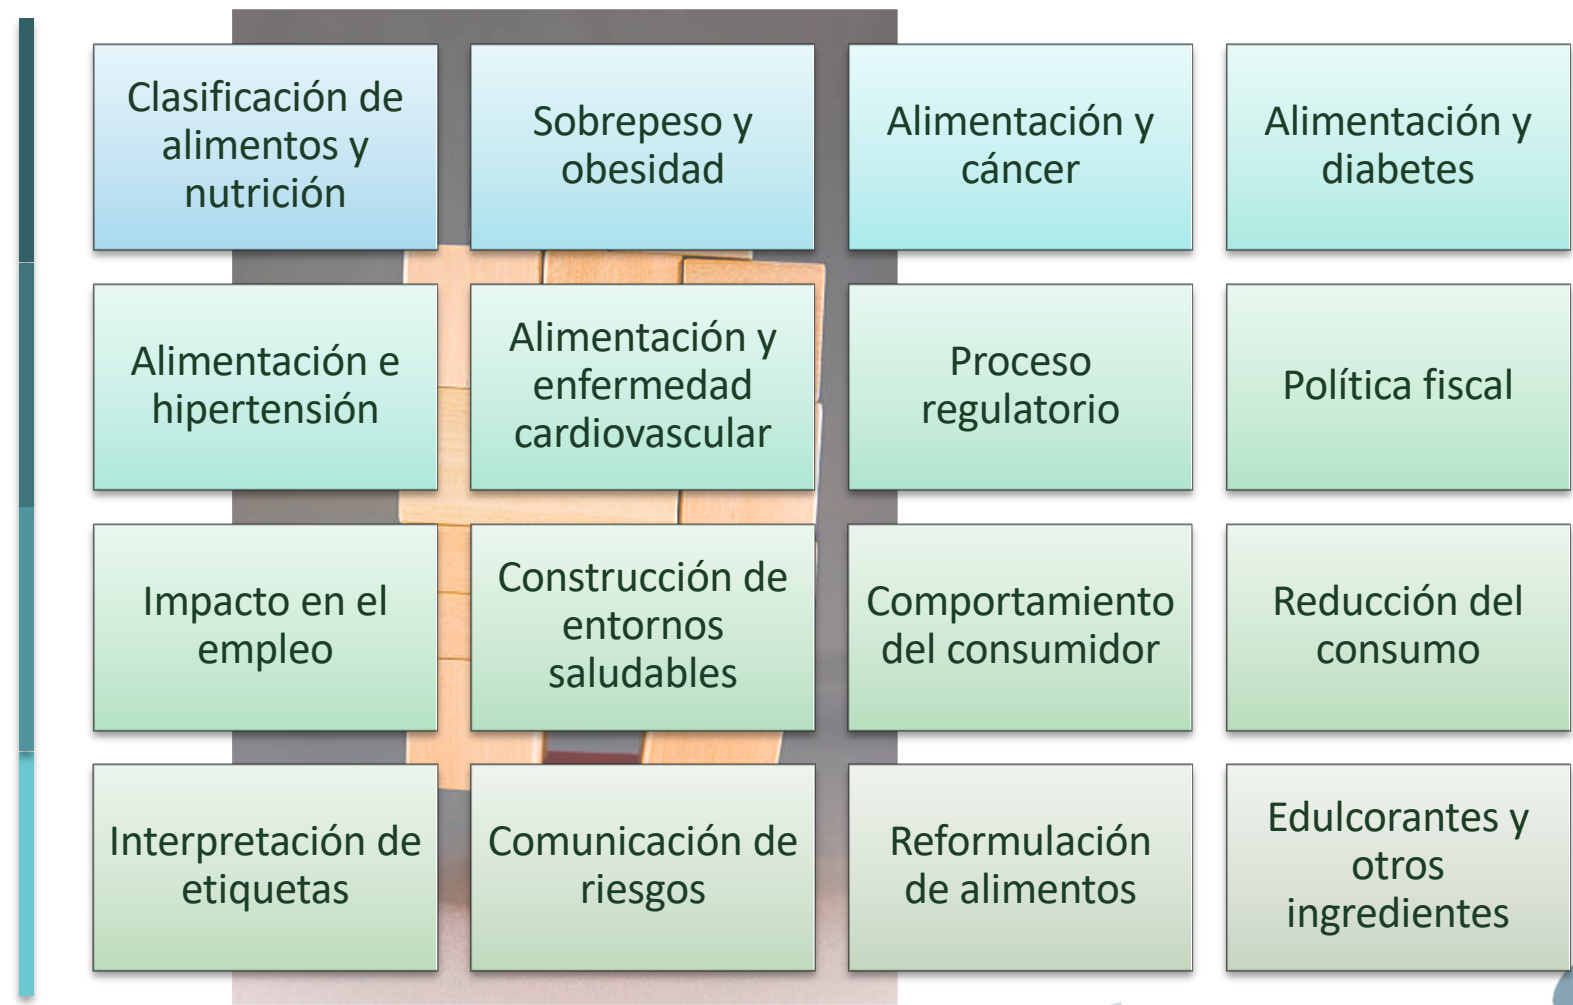 Clasificación de
alimentos y
nutrición
Sobrepeso y
obesidad
Alimentación y
cáncer
Alimentación y
diabetes
Alimentación e
hipertensión
Alimentación y
enfermedad
cardiovascular
Proceso
regulatorio
Política fiscal
Impacto en el
empleo
Construcción de
entornos
saludables
Comportamiento
del consumidor
Reducción del
consumo
Interpretación de
etiquetas
Comunicación de
riesgos
Reformulación
de alimentos
Edulcorantes y
otros
ingredientes